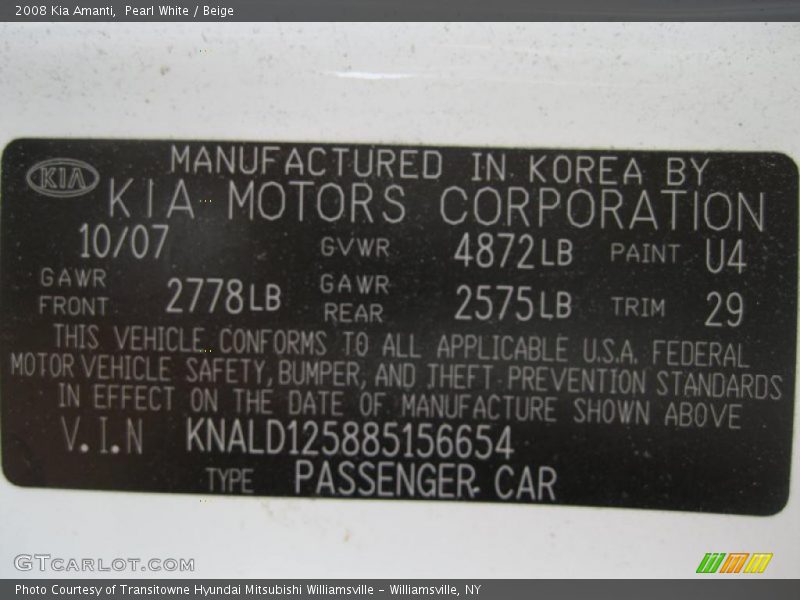 2008 Kia Amanti,  Pearl White / Beige
KIA
MANUFACTURED IN KOREA BY
KIA MOTORS CORPORATION
10/07 GVWR 4872LB PAINT U4
GAWR FRONT 2778LB GAWR REAR 2575LB TRIM 29
THIS VEHICLE CONFORMS TO ALL APPLICABLE U.S.A. FEDERAL
MOTOR VEHICLE SAFETY, BUMPER, AND THEFT PREVENTION STANDARDS
IN EFFECT ON THE DATE OF MANUFACTURE SHOWN ABOVE
V.I.N KNALD125885156654
TYPE PASSENGER CAR
GTCARLOT.COM
Photo Courtesy of Transitowne Hyundai Mitsubishi Williamsville - Williamsville, NY